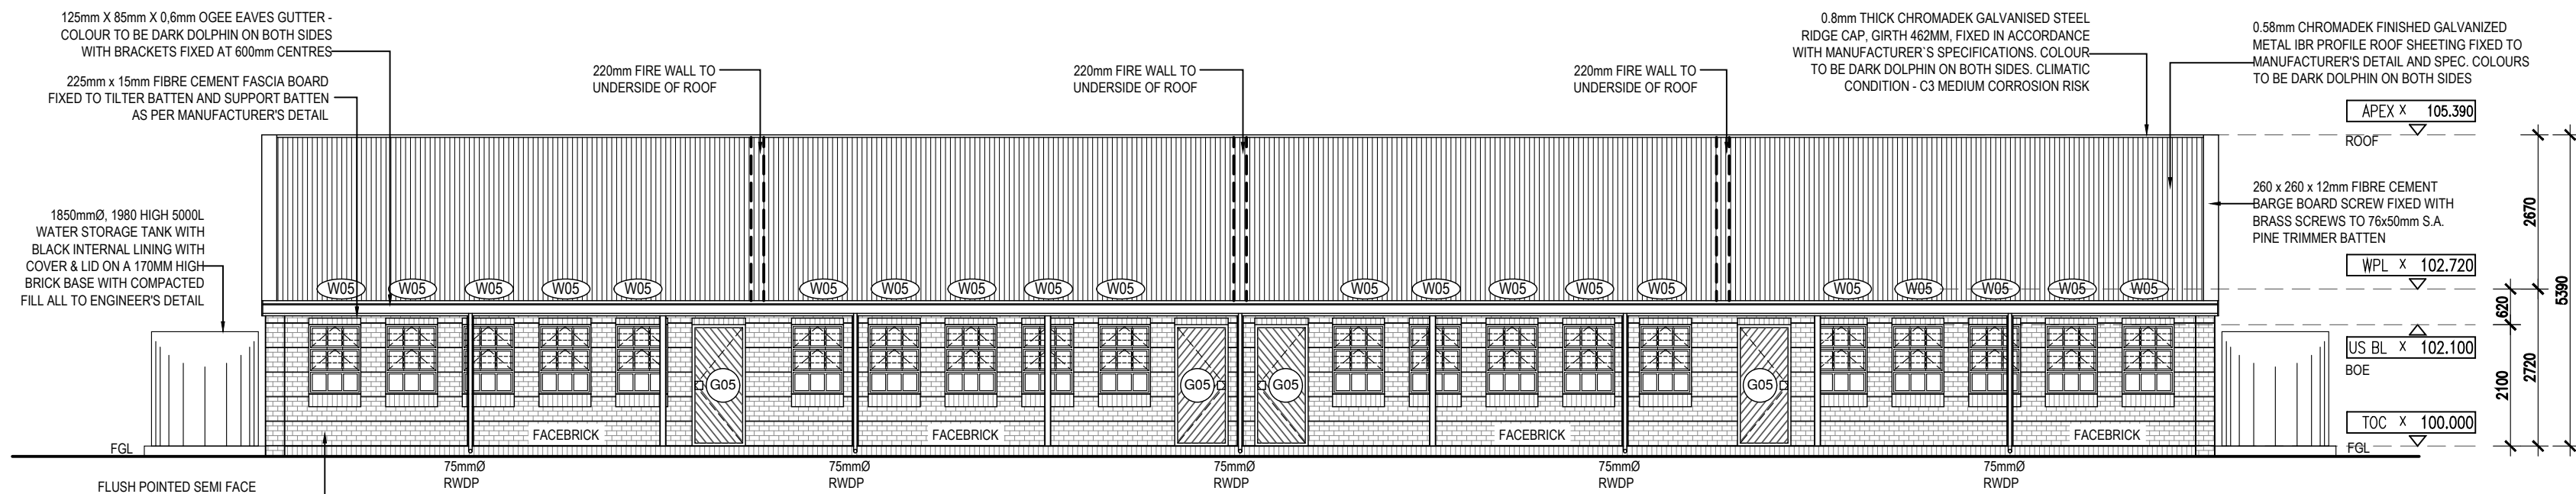 125mm X 85mm X 0,6mm OGEE EAVES GUTTER -
COLOUR TO BE DARK DOLPHIN ON BOTH SIDES
WITH BRACKETS FIXED AT 600mm CENTRES
225mm x 15mm FIBRE CEMENT FASCIA BOARD
FIXED TO TILTER BATTEN AND SUPPORT BATTEN
AS PER MANUFACTURER'S DETAIL
220mm FIRE WALL TO
UNDERSIDE OF ROOF
220mm FIRE WALL TO
UNDERSIDE OF ROOF
220mm FIRE WALL TO
UNDERSIDE OF ROOF
0.8mm THICK CHROMADEK GALVANISED STEEL
RIDGE CAP, GIRTH 462MM, FIXED IN ACCORDANCE
WITH MANUFACTURER`S SPECIFICATIONS. COLOUR
TO BE DARK DOLPHIN ON BOTH SIDES. CLIMATIC
CONDITION - C3 MEDIUM CORROSION RISK
0.58mm CHROMADEK FINISHED GALVANIZED
METAL IBR PROFILE ROOF SHEETING FIXED TO
MANUFACTURER'S DETAIL AND SPEC. COLOURS
TO BE DARK DOLPHIN ON BOTH SIDES
APEX X 105.390
ROOF
1850mmØ, 1980 HIGH 5000L
WATER STORAGE TANK WITH
BLACK INTERNAL LINING WITH
COVER & LID ON A 170MM HIGH
BRICK BASE WITH COMPACTED
FILL ALL TO ENGINEER'S DETAIL
260 x 260 x 12mm FIBRE CEMENT
BARGE BOARD SCREW FIXED WITH
BRASS SCREWS TO 76x50mm S.A.
PINE TRIMMER BATTEN
2670
5390
WPL X 102.720
W05 W05 W05 W05 W05 W05 W05 W05 W05 W05 W05 W05 W05 W05 W05 W05 W05 W05 W05 W05
620
US BL X 102.100
BOE
2100
2720
G05 G05 G05 G05
TOC X 100.000
FGL
FACEBRICK FACEBRICK FACEBRICK FACEBRICK
FGL
75mmØ
RWDP
75mmØ
RWDP
75mmØ
RWDP
75mmØ
RWDP
75mmØ
RWDP
FLUSH POINTED SEMI FACE